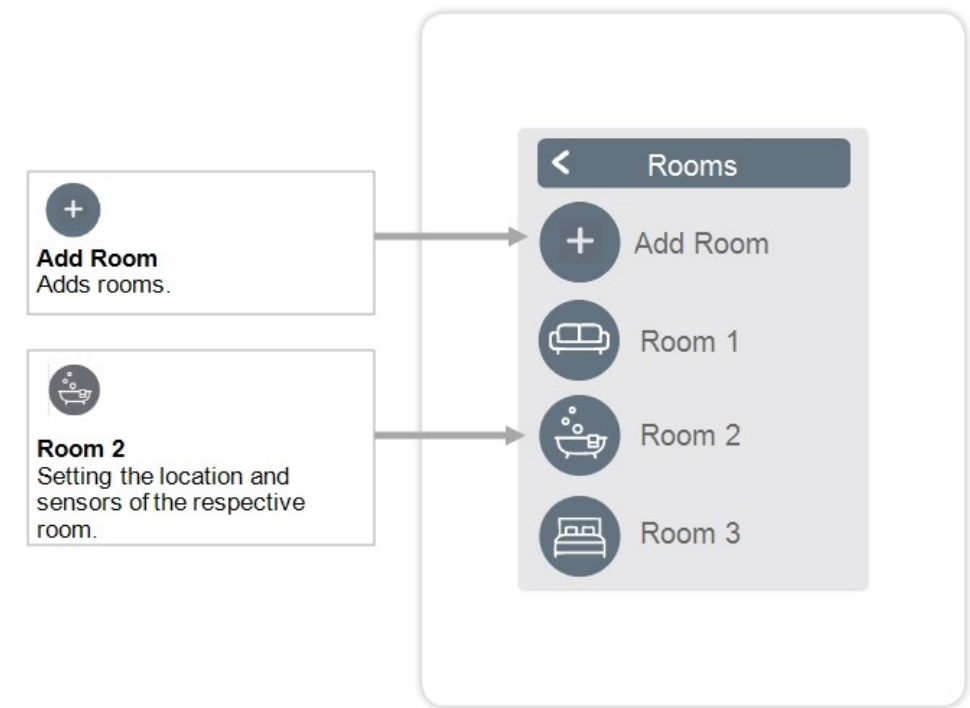 Add Room
Adds rooms.
Room 2
Setting the location and
sensors of the respective
room.
Rooms
Add Room
Room 1
Room 2
Room 3